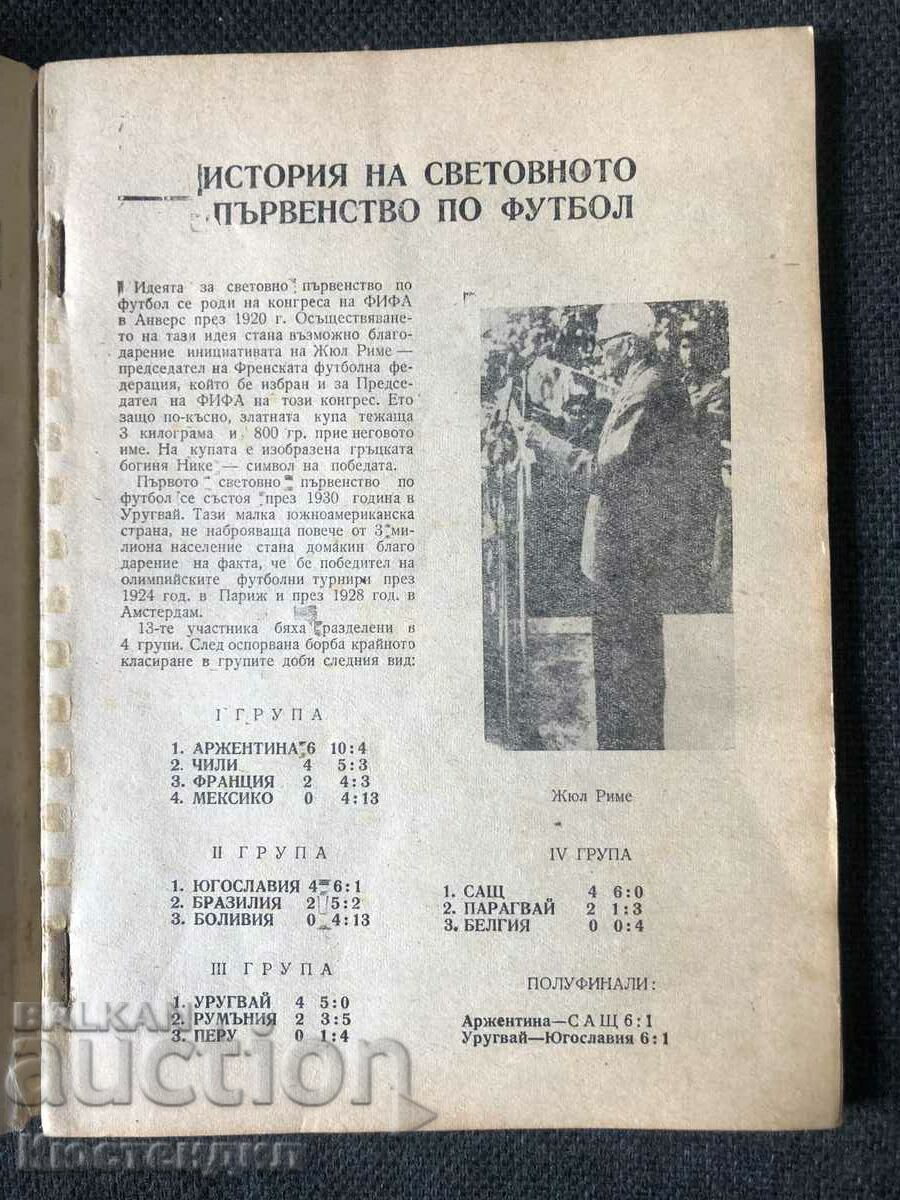 ИСТОРИЯ НА СВЕТОВНОТО
ПЪРВЕНСТВО ПО ФУТБОЛ
Идеята за световно първенство по
футбол се роди на конгреса на ФИФА
в Анверс през 1920 г. Осъществяването
то на тази идея стана възможно благо-
дарение инициативата на Жюл Риме —
председател на Френската футболна фе-
дерация, който бе избран и за Предсе-
дател на ФИФА на този конгрес. Ето
защо по-късно, златната купа тежаща
3 килограма и 800 гр. прие неговото
име. На купата е изобразена гръцката
богиня Нике — символ на победата.
Първото световно първенство по
футбол се състоя през 1930 година в
Уругвай. Тази малка южноамериканска
страна, не наброяваща повече от 3 ми-
лиона население стана домакин благо
дарение на факта, че бе победител на
олимпийските футболни турнири през
1924 год. в Париж и през 1928 год. в
Амстердам.
13-те участника бяха разделени в
4 групи. След оспорвана борба крайното
класиране в групите доби следния вид:
I ГРУПА
1. АРЖЕНТИНА 6 10:4
2. ЧИЛИ 4 5:3
3. ФРАНЦИЯ 2 4:3
4. МЕКСИКО 0 4:13
II ГРУПА
1. ЮГОСЛАВИЯ 4 6:1
2. БРАЗИЛИЯ 2 5:2
3. БОЛИВИЯ 0 4:13
III ГРУПА
1. УРУГВАЙ 4 5:0
2. РУМЪНИЯ 2 3:5
3. ПЕРУ 0 1:4
Жюл Риме
IV ГРУПА
1. САЩ 4 6:0
2. ПАРАГВАЙ 2 1:3
3. БЕЛГИЯ 0 0:4
ПОЛУФИНАЛИ:
Аржентина—САЩ 6:1
Уругвай—Югославия 6:1
BALKAN
auction
Кюстендил